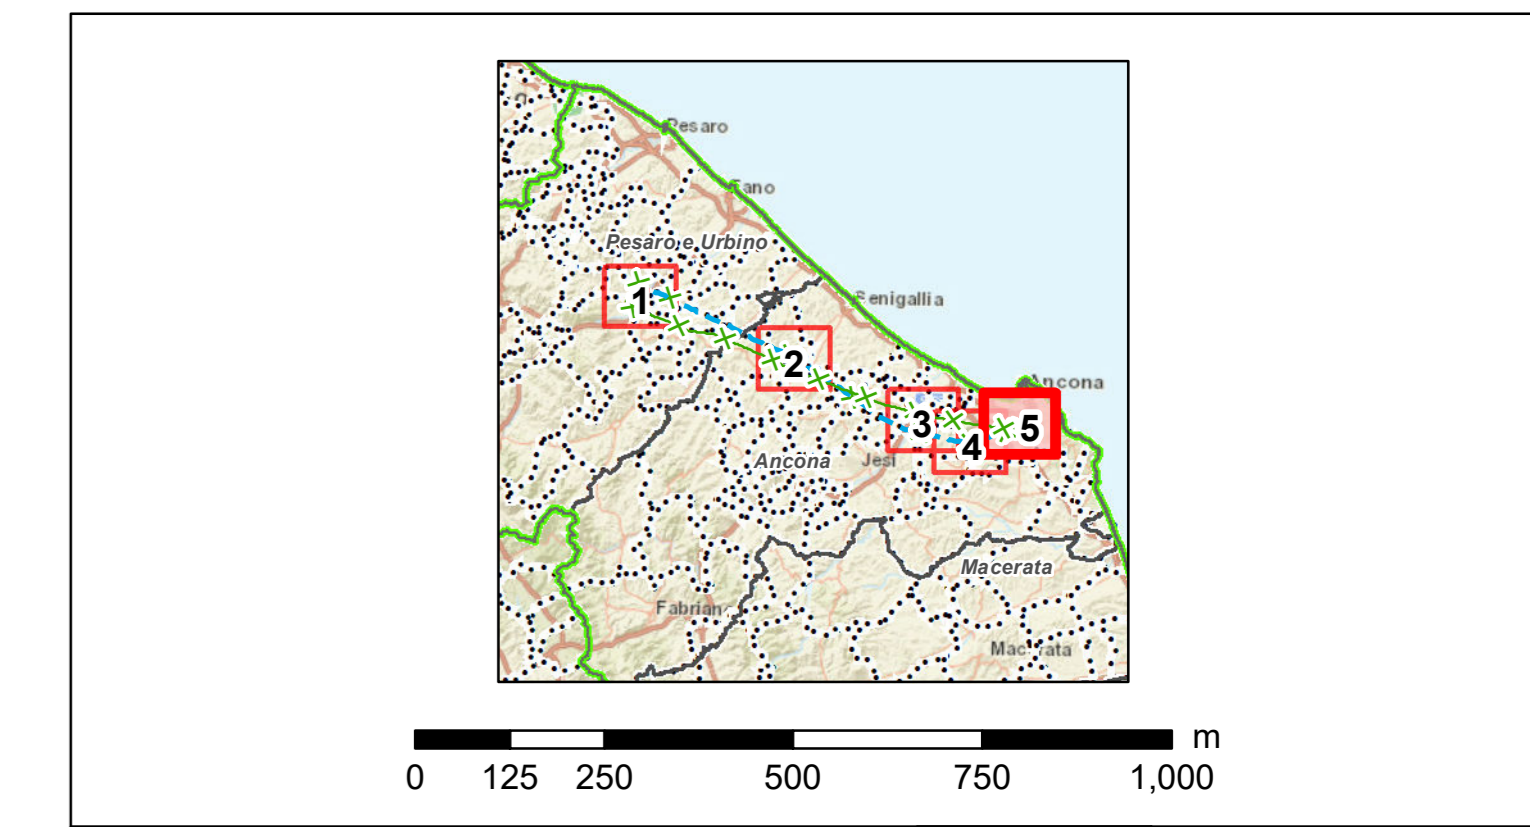 Pesaro
Fano
Pesaro e Urbino
1
Senigallia
2
Ancona
3
5
4
Ancona
Jesi
Macerata
Fabrian
m
0 125 250 500 750 1,000